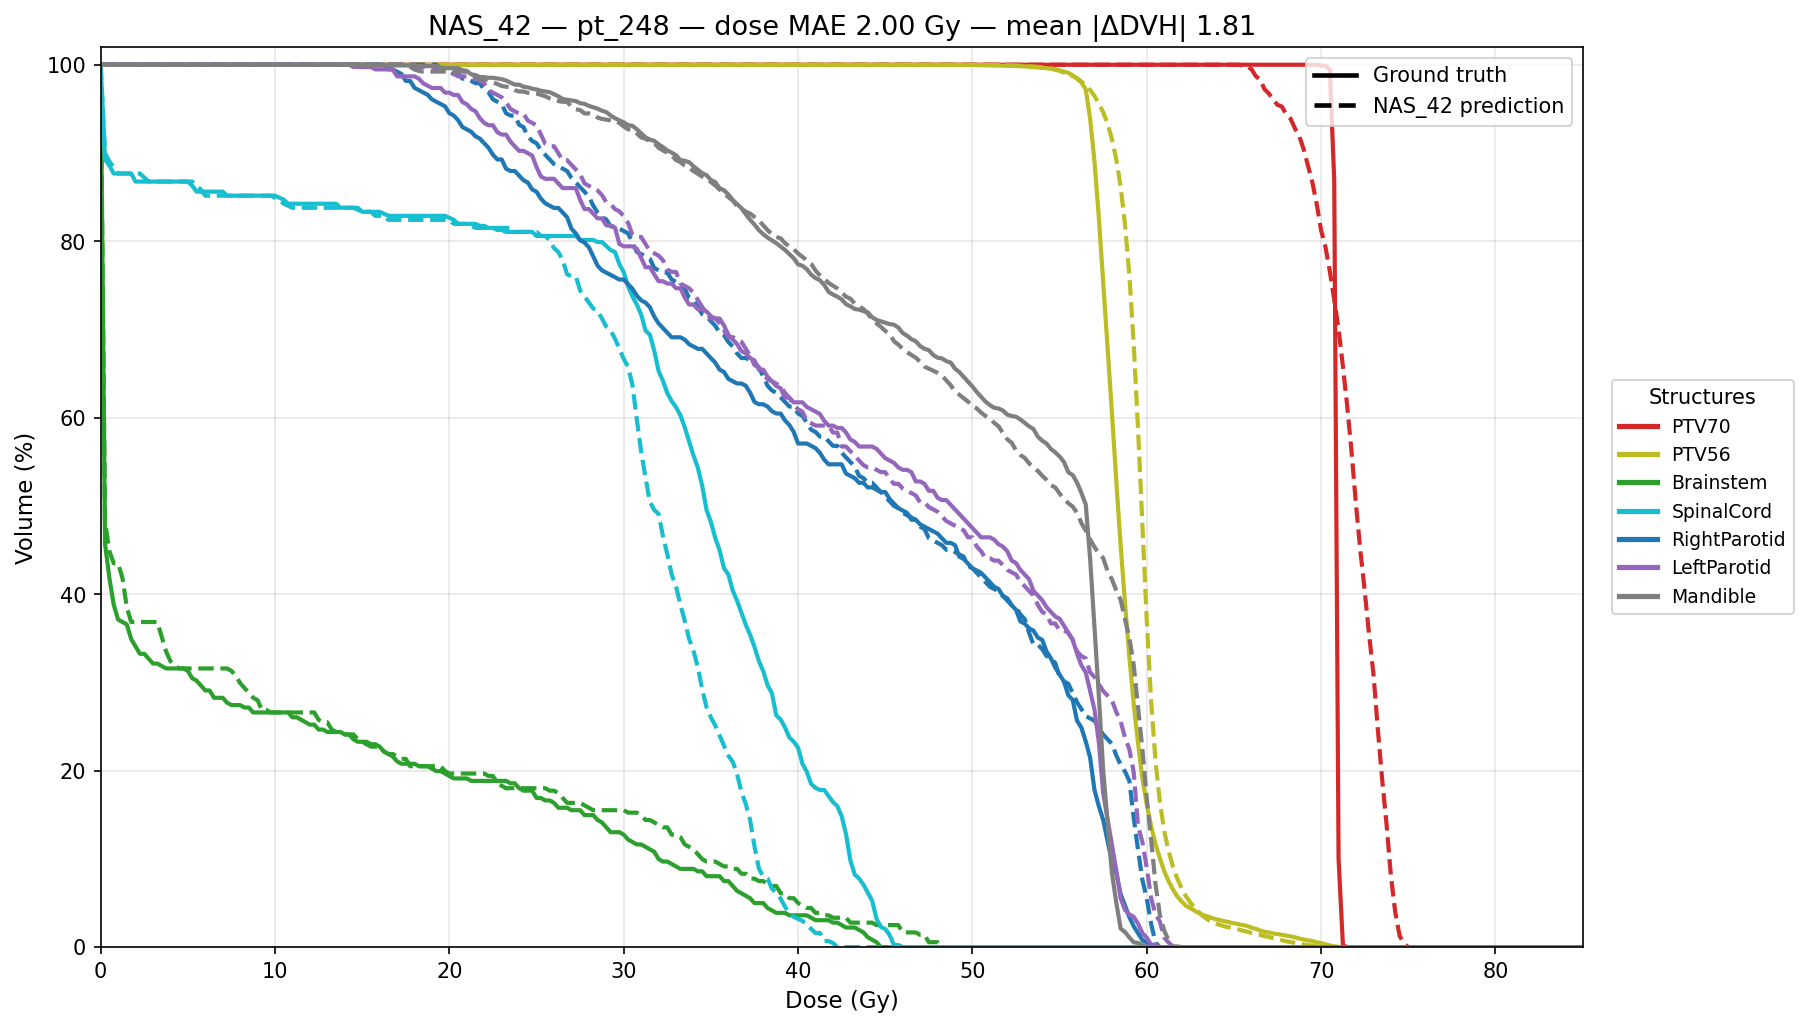 NAS_42 — pt_248 — dose MAE 2.00 Gy — mean |ΔDVH| 1.81
Ground truth
NAS_42 prediction
Volume (%)
100
80
60
40
20
0
0 10 20 30 40 50 60 70 80
Dose (Gy)
Structures
PTV70
PTV56
Brainstem
SpinalCord
RightParotid
LeftParotid
Mandible